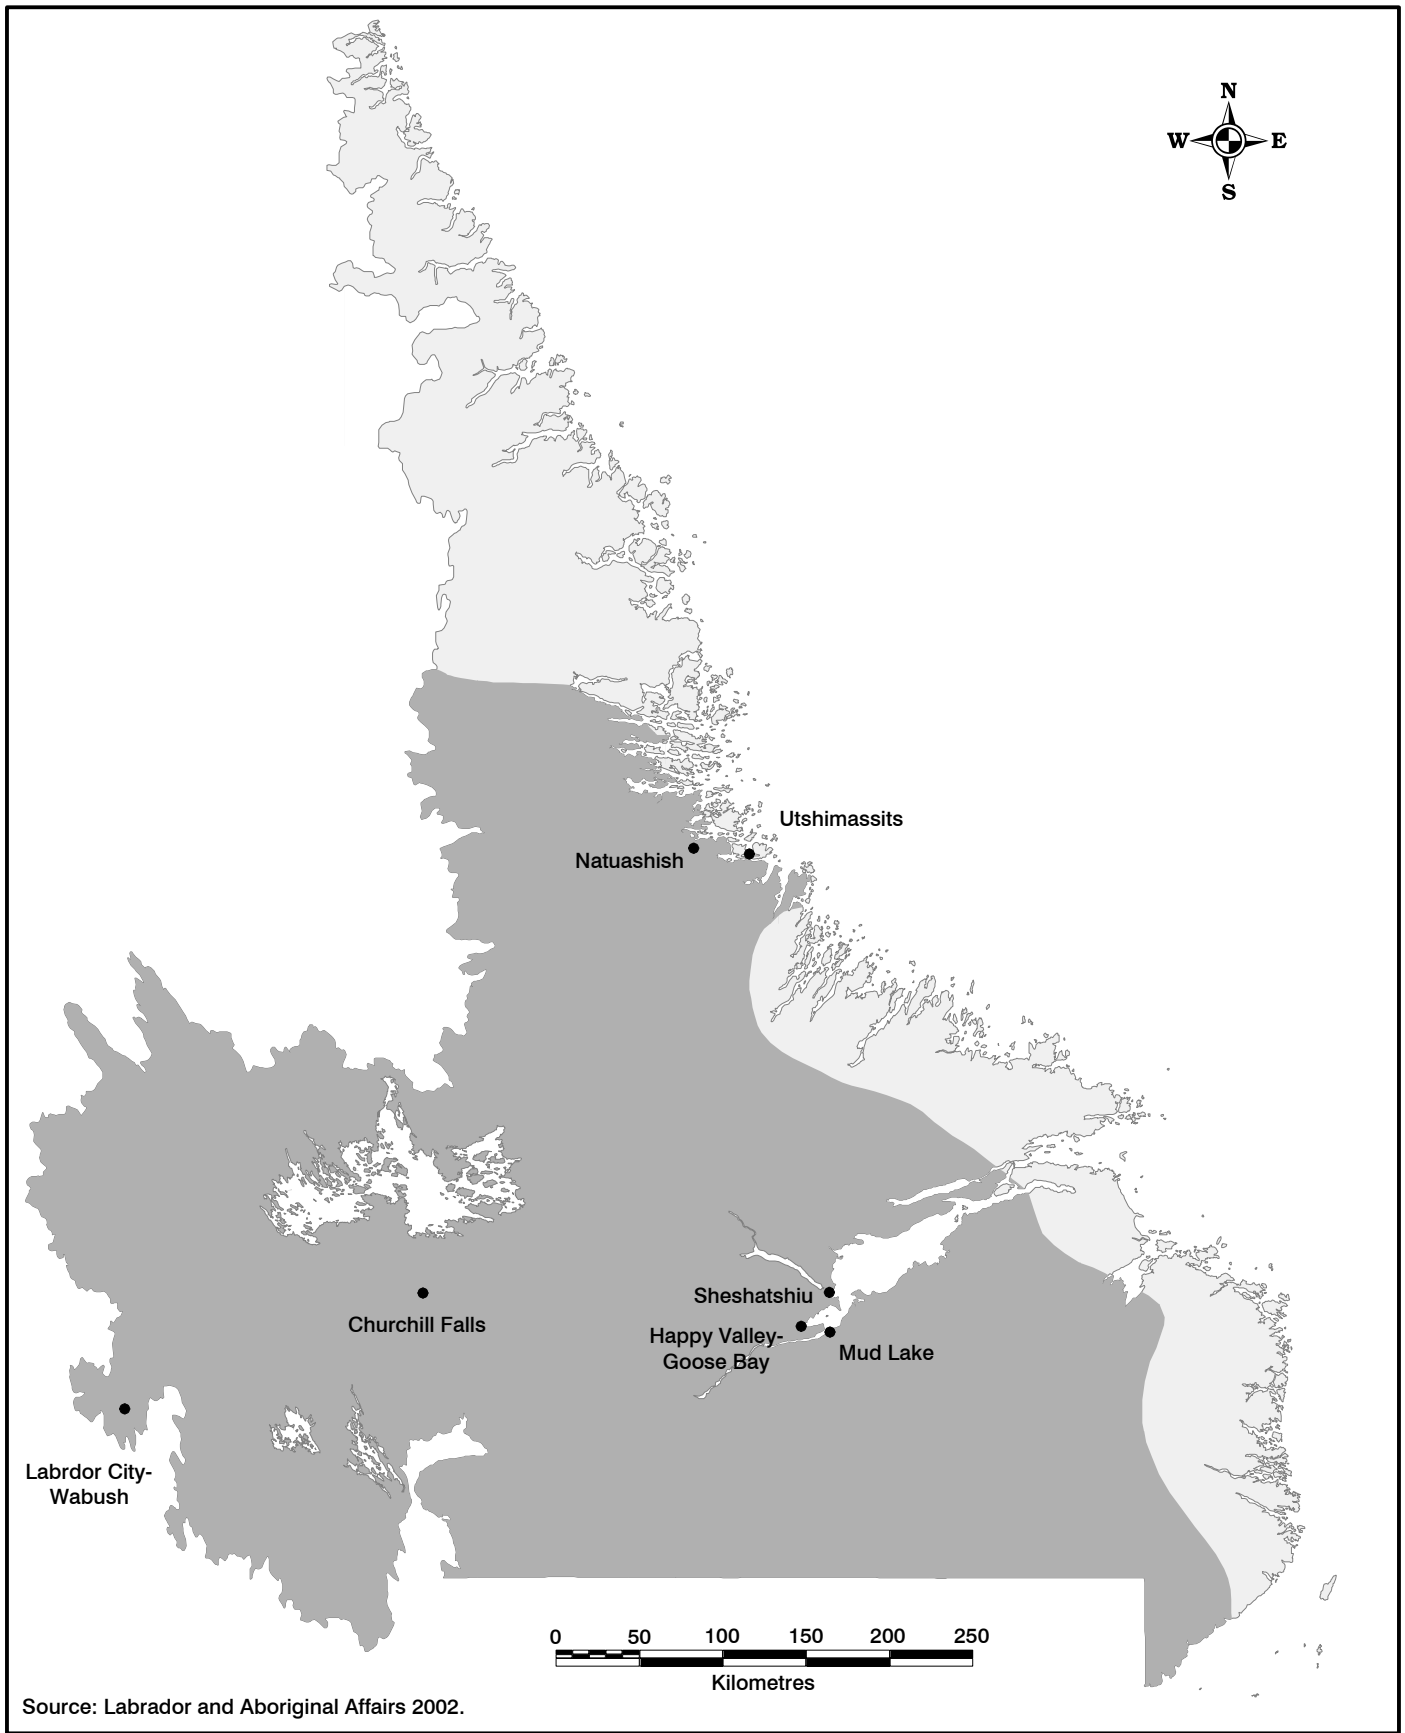 N
W E
S
Utshimassits
Natuashish
Sheshatshiu
Churchill Falls
Happy Valley-
Goose Bay
Mud Lake
Labrdor City-
Wabush
0 50 100 150 200 250
Kilometres
Source: Labrador and Aboriginal Affairs 2002.